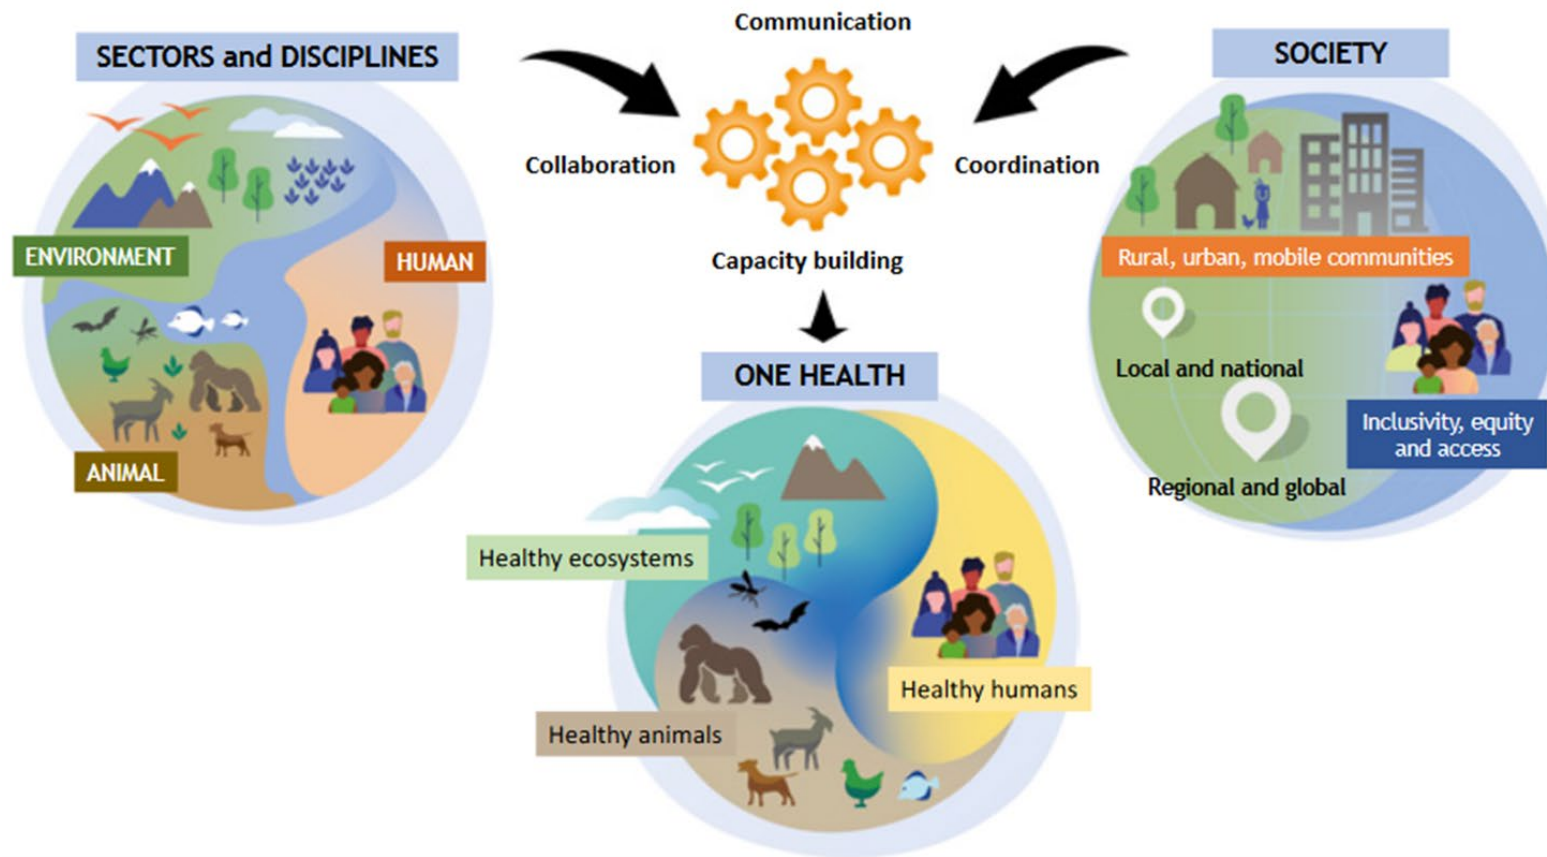 Communication
SECTORS and DISCIPLINES
SOCIETY
Collaboration
Coordination
ENVIRONMENT
HUMAN
Capacity building
Rural, urban, mobile communities
Local and national
ONE HEALTH
Inclusivity, equity
and access
ANIMAL
Regional and global
Healthy ecosystems
Healthy humans
Healthy animals